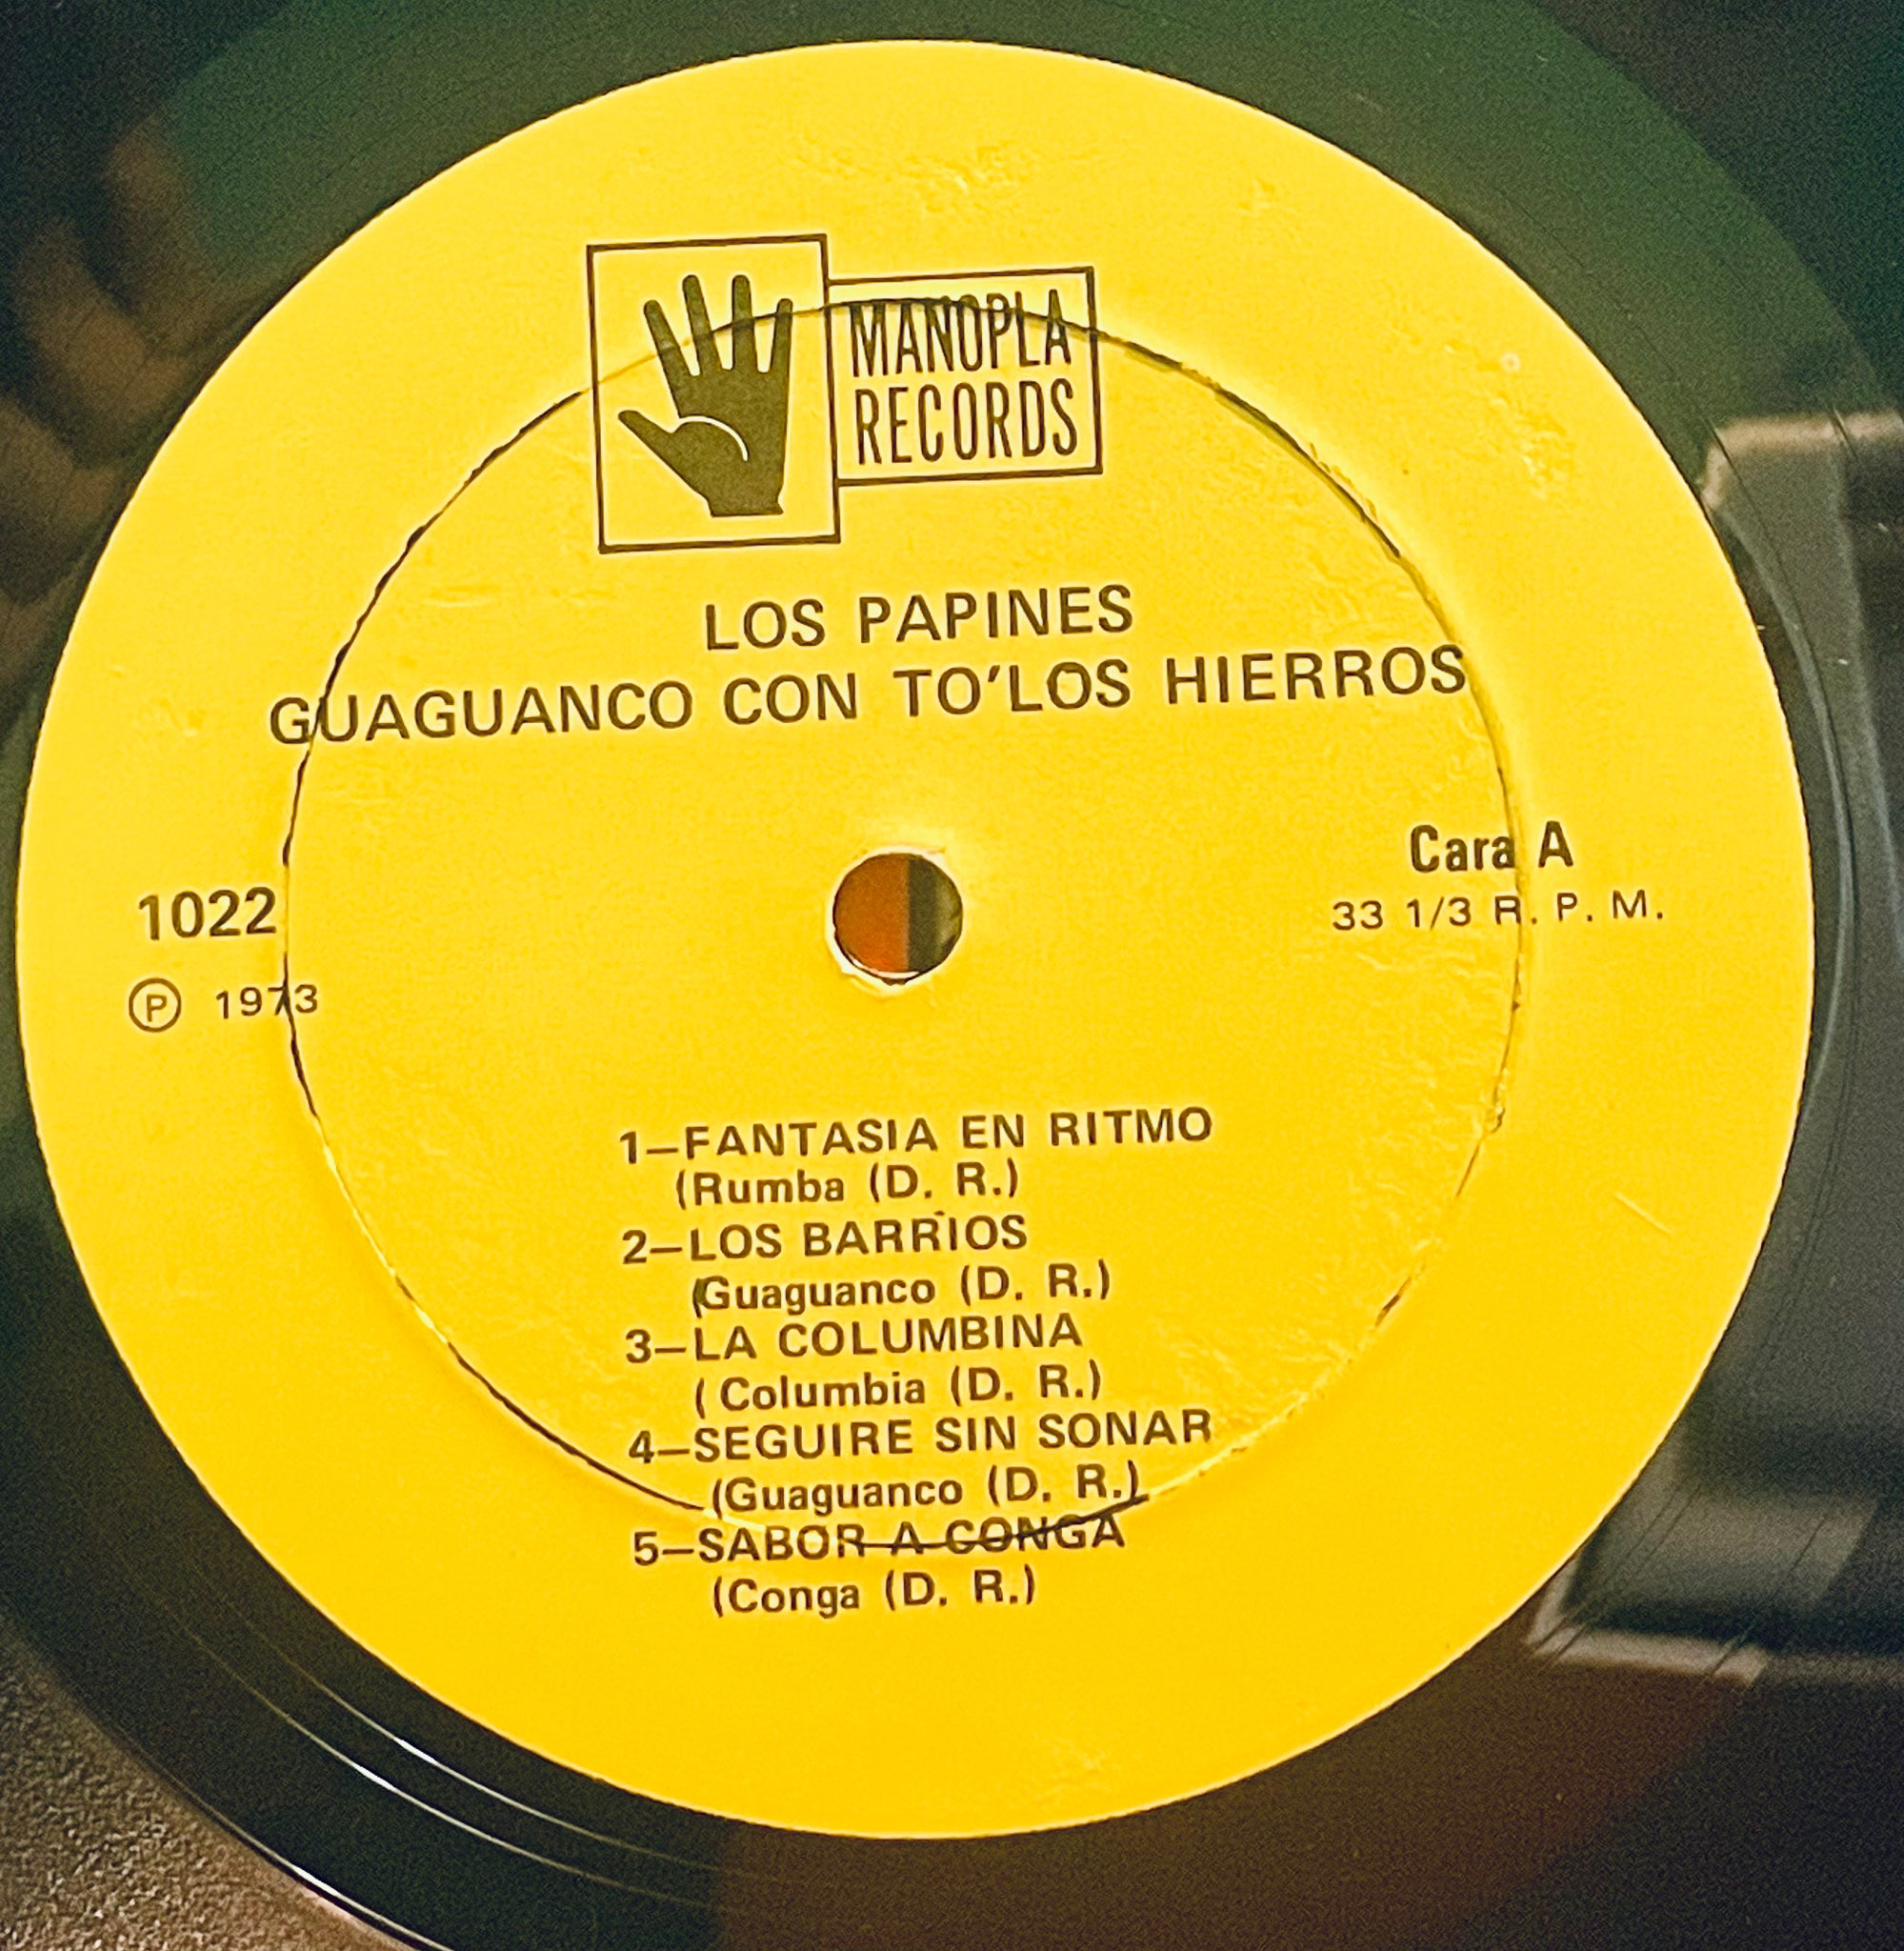 MANOPLA
RECORDS
LOS PAPINES
GUAGUANCO CON TO'LOS HIERROS
Cara A
33 1/3 R. P. M.
1022
Ⓟ 1973
1—FANTASIA EN RITMO
(Rumba (D. R.)
2—LOS BARRIOS
(Guaguanco (D. R.)
3—LA COLUMBINA
( Columbia (D. R.)
4—SEGUIRE SIN SONAR
(Guaguanco (D. R.)
5—SABOR A CONGA
(Conga (D. R.)